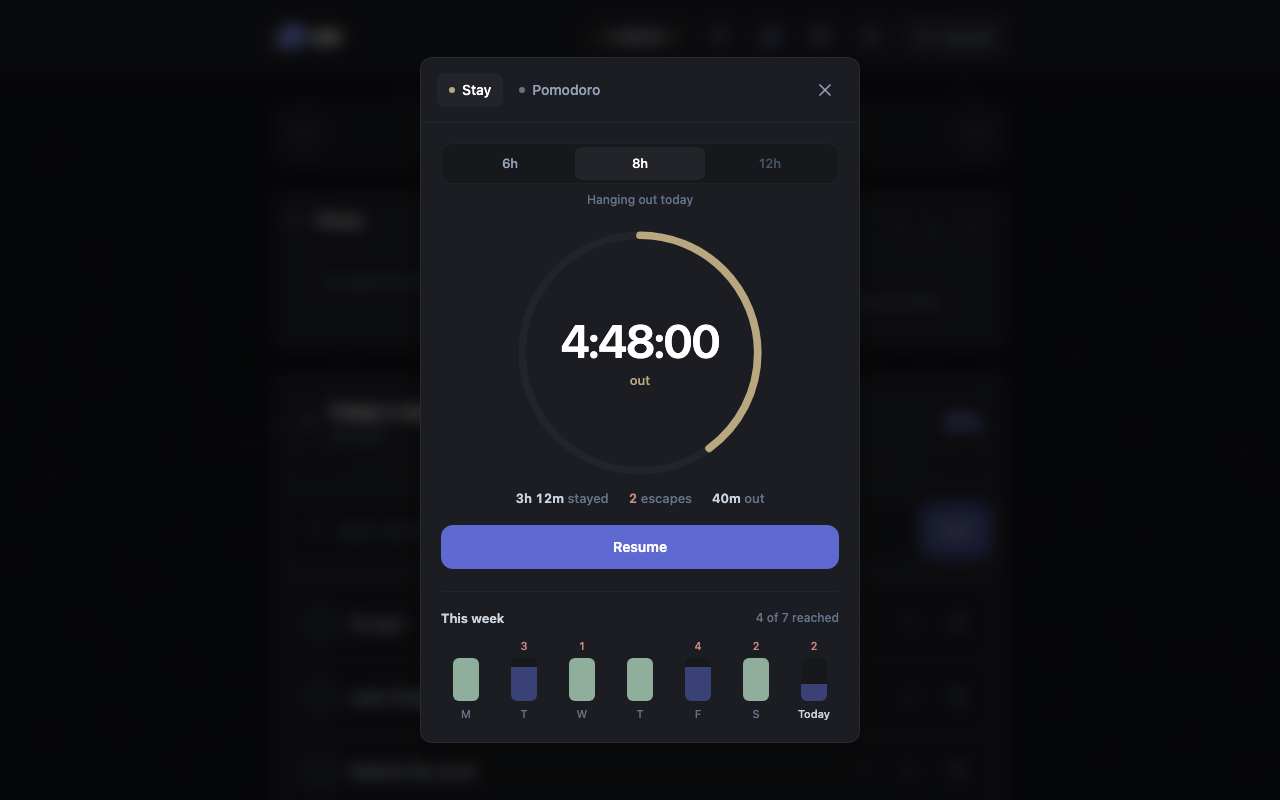 Stay Pomodoro
6h 8h 12h
Hanging out today
4:48:00
out
3h 12m stayed 2 escapes 40m out
Resume
This week 4 of 7 reached
3 1 4 2 2
M T W T F S Today